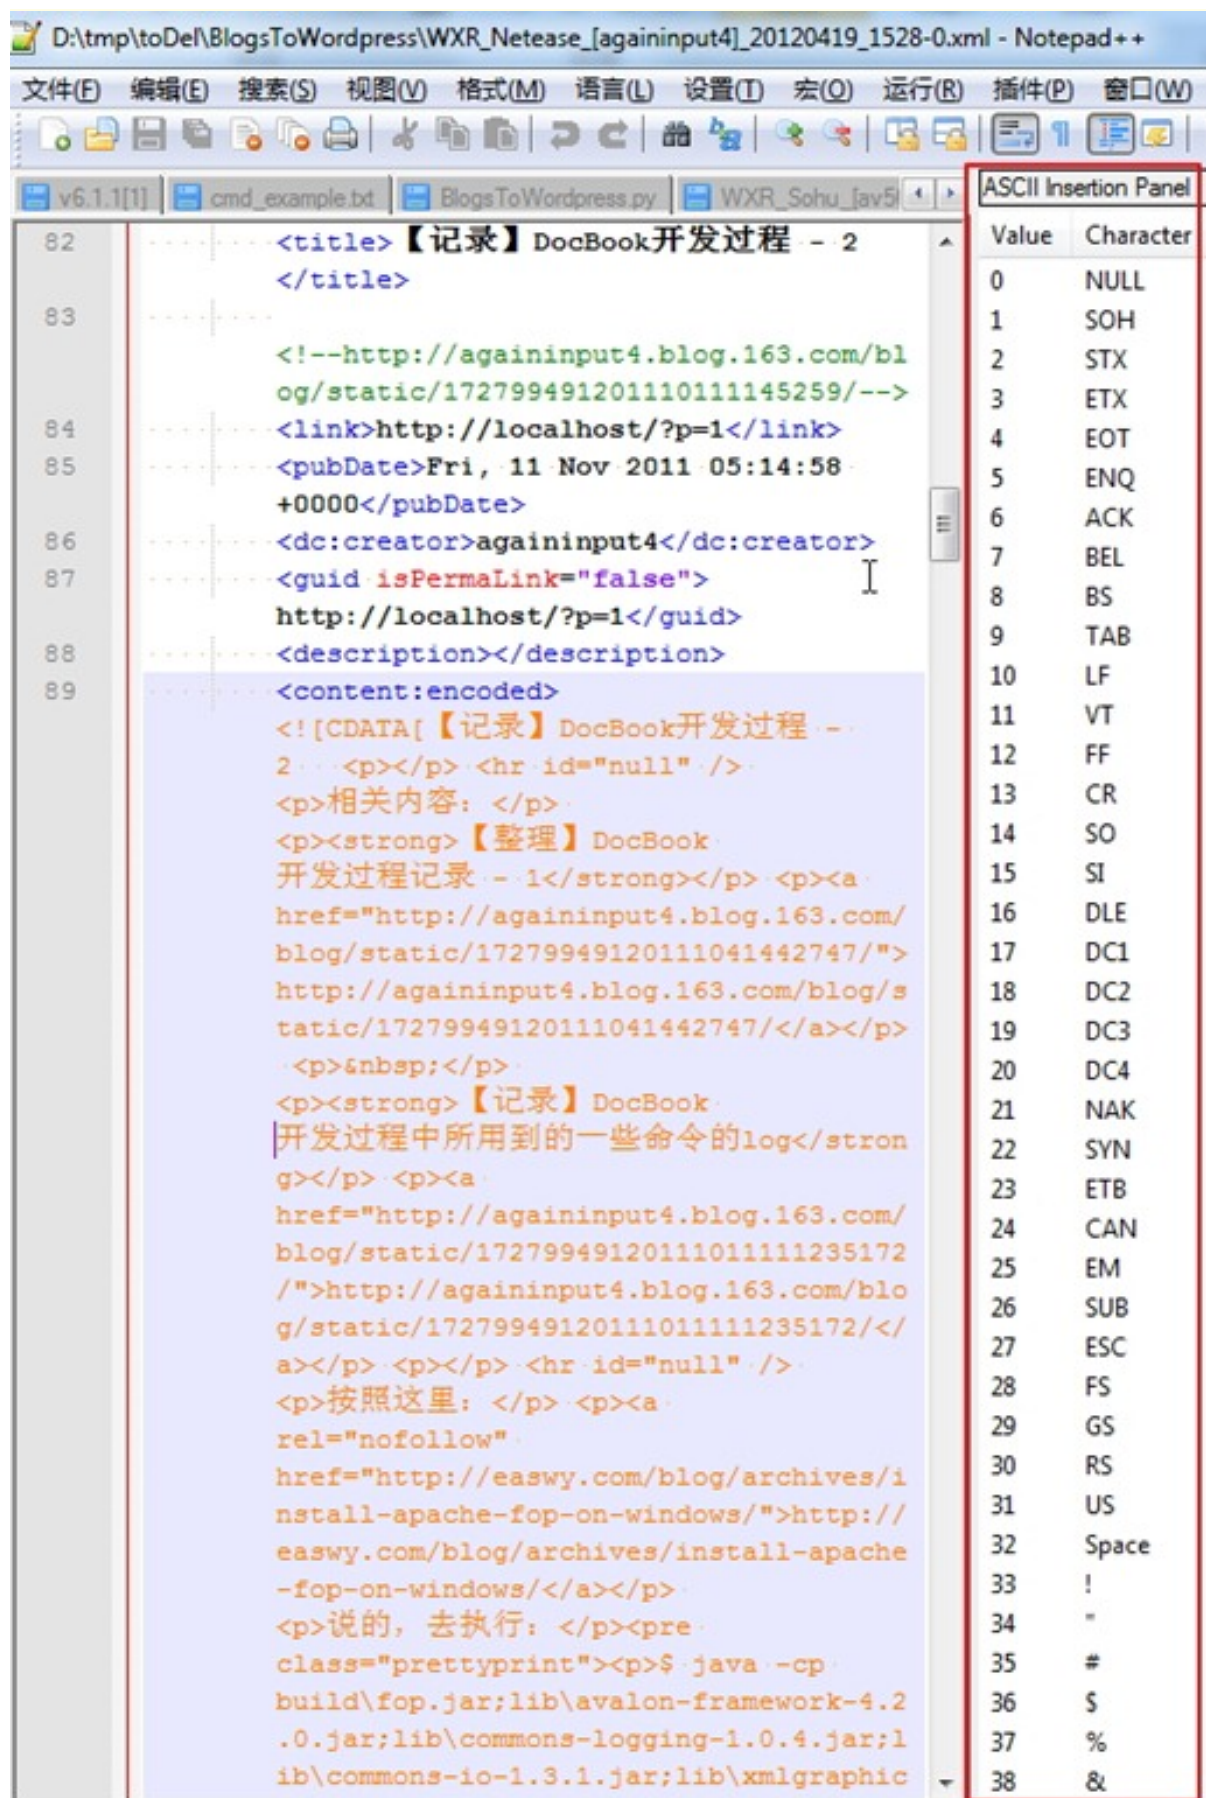 D:\tmp\toDel\BlogsToWordpress\WXR_Netease_[againinput4]_20120419_1528-0.xml - Notepad++
文件(F) 编辑(E) 搜索(S) 视图(V) 格式(M) 语言(L) 设置(T) 宏(O) 运行(R) 插件(P) 窗口(W)
v6.1.1[1] cmd_example.txt BlogsToWordpress.py WXR_Sohu_[av5
82 <title>【记录】DocBook开发过程 - 2
</title>
83
<!--http://againinput4.blog.163.com/bl
og/static/172799491201110111145259/-->
84 <link>http://localhost/?p=1</link>
85 <pubDate>Fri, 11 Nov 2011 05:14:58
+0000</pubDate>
86 <dc:creator>againinput4</dc:creator>
87 <guid isPermaLink="false">
http://localhost/?p=1</guid>
88 <description></description>
89 <content:encoded>
<![CDATA[【记录】DocBook开发过程 -
2 <p></p> <hr id="null" />
<p>相关内容：</p>
<p><strong>【整理】DocBook
开发过程记录 - 1</strong></p> <p><a
href="http://againinput4.blog.163.com/
blog/static/172799491201110414427​47/">
http://againinput4.blog.163.com/blog/s
tatic/17279949120111041442747/</a></p>
<p>&nbsp;</p>
<p><strong>【记录】DocBook
开发过程中所用到的一些命令的log</stron
g></p> <p><a
href="http://againinput4.blog.163.com/
blog/static/172799491201110111​11235172
/">http://againinput4.blog.163.com/blo
g/static/17279949120111011111235172/</
a></p> <p></p> <hr id="null" />
<p>按照这里：</p> <p><a
rel="nofollow"
href="http://easwy.com/blog/archives/i
nstall-apache-fop-on-windows/">http://
easwy.com/blog/archives/install-apache
-fop-on-windows/</a></p>
<p>说的，去执行：</p><pre
class="prettyprint"><p>$ java -cp
build\fop.jar;lib\avalon-framework-4.2
.0.jar;lib\commons-logging-1.0.4.jar;l
ib\commons-io-1.3.1.jar;lib\xmlgraphic
ASCII Insertion Panel
Value Character
0 NULL
1 SOH
2 STX
3 ETX
4 EOT
5 ENQ
6 ACK
7 BEL
8 BS
9 TAB
10 LF
11 VT
12 FF
13 CR
14 SO
15 SI
16 DLE
17 DC1
18 DC2
19 DC3
20 DC4
21 NAK
22 SYN
23 ETB
24 CAN
25 EM
26 SUB
27 ESC
28 FS
29 GS
30 RS
31 US
32 Space
33 !
34 "
35 #
36 $
37 %
38 &